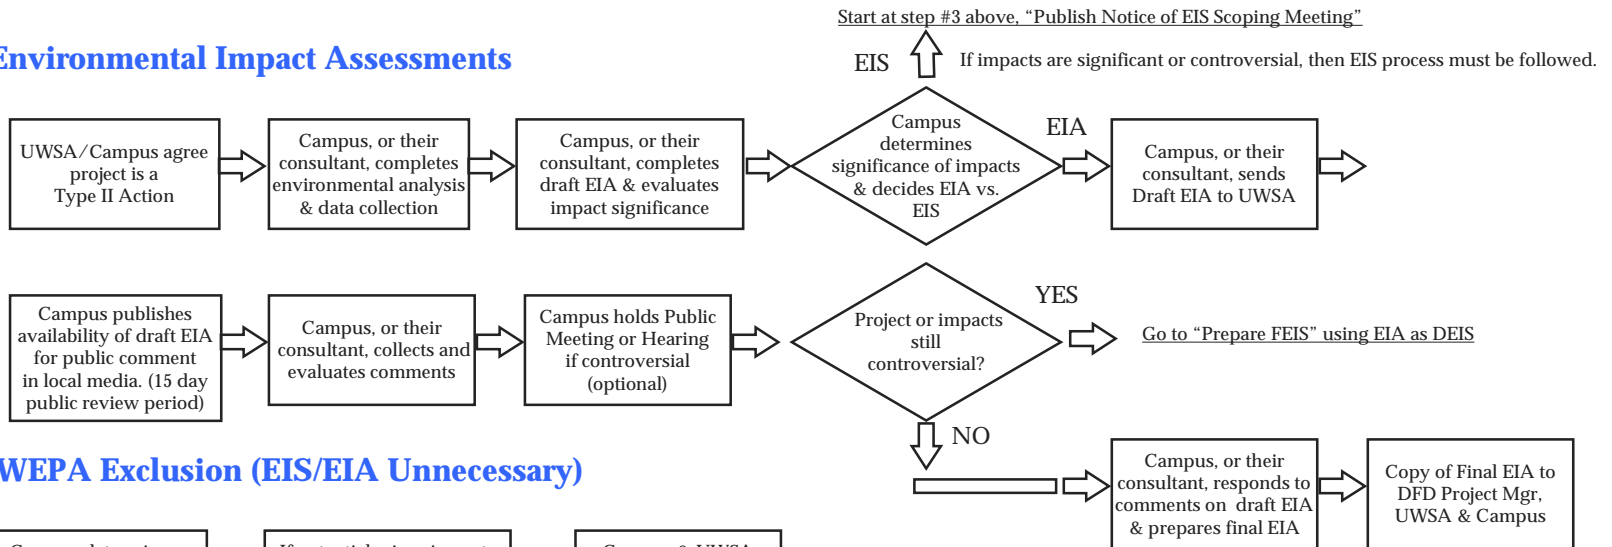 Start at step #3 above, “Publish Notice of EIS Scoping Meeting”
Environmental Impact Assessments
EIS
If impacts are significant or controversial, then EIS process must be followed.
UWSA/Campus agree
project is a
Type II Action
Campus, or their
consultant, completes
environmental analysis
& data collection
Campus, or their
consultant, completes
draft EIA & evaluates
impact significance
Campus
determines
significance of impacts
& decides EIA vs.
EIS
EIA
Campus, or their
consultant, sends
Draft EIA to UWSA
Campus publishes
availability of draft EIA
for public comment
in local media. (15 day
public review period)
Campus, or their
consultant, collects and
evaluates comments
Campus holds Public
Meeting or Hearing
if controversial
(optional)
Project or impacts
still
controversial?
YES
Go to “Prepare FEIS” using EIA as DEIS
NO
Campus, or their
consultant, responds to
comments on draft EIA
& prepares final EIA
Copy of Final EIA to
DFD Project Mgr,
UWSA & Campus
WEPA Exclusion (EIS/EIA Unnecessary)